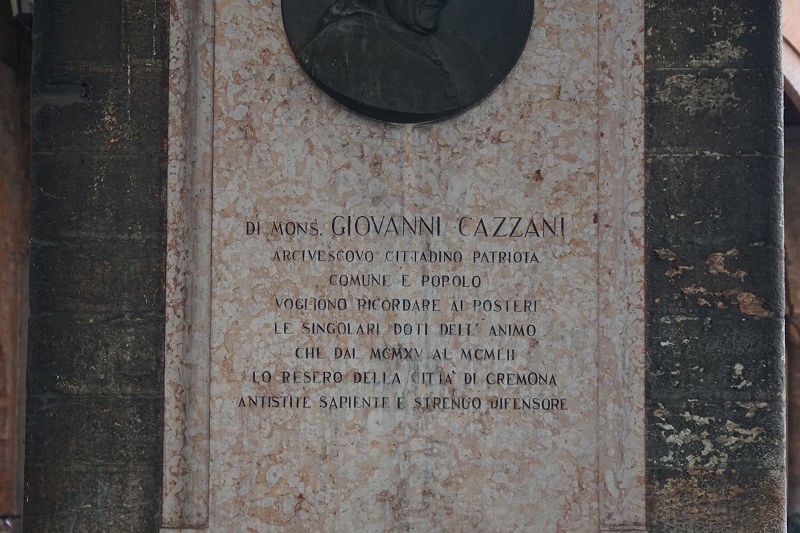 DI MONS. GIOVANNI CAZZANI
ARCIVESCOVO CITTADINO PATRIOTA
COMUNE E POPOLO
VOGLIONO RICORDARE AI POSTERI
LE SINGOLARI DOTI DELL' ANIMO
CHE DAL MCMXV AL MCMLII
LO RESERO DELLA CITTA' DI CREMONA
ANTISTITE SAPIENTE E STRENUO DIFENSORE